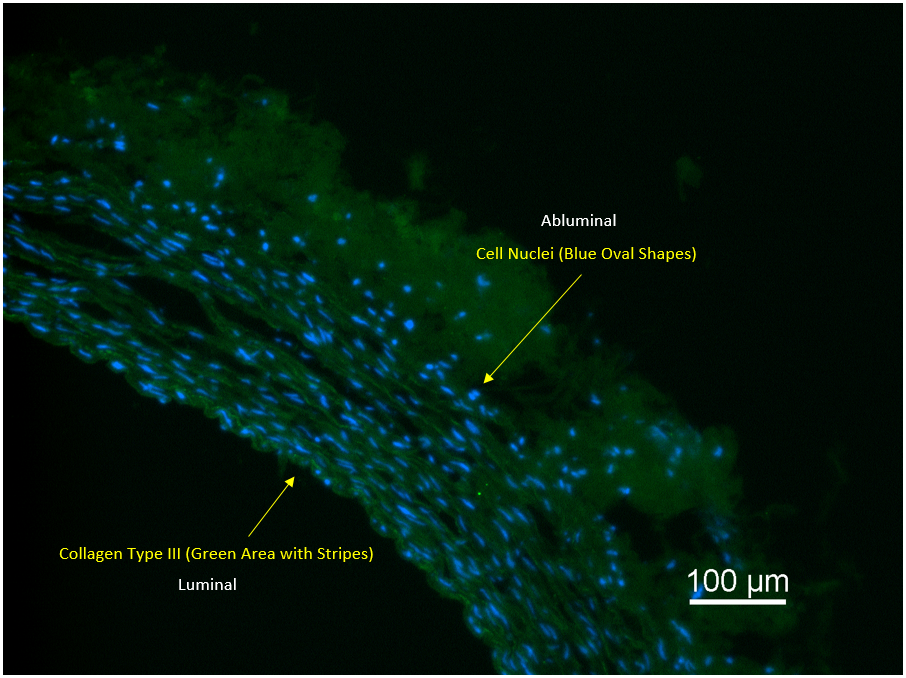 Abluminal
Cell Nuclei (Blue Oval Shapes)
Collagen Type III (Green Area with Stripes)
Luminal
100 µm